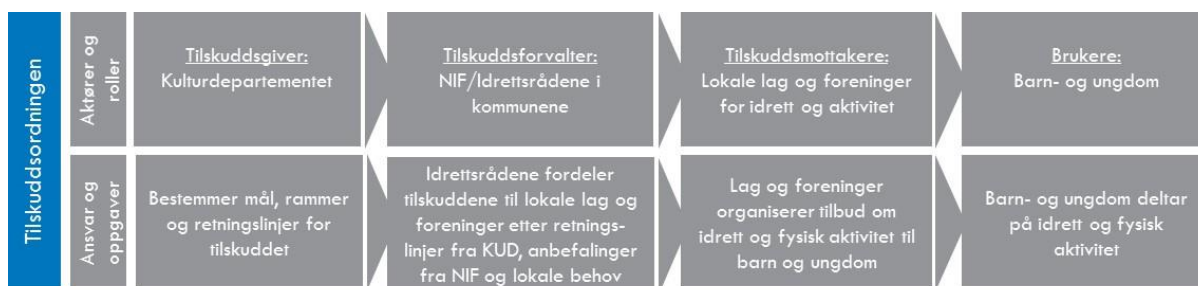 Tilskuddsordningen
Aktører og
roller
Tilskuddsgiver:
Kulturdepartementet
Tilskuddsforvalter:
NIF/Idrettsrådene i
kommunene
Tilskuddsmottakere:
Lokale lag og foreninger
for idrett og aktivitet
Brukere:
Barn- og ungdom
Ansvar og
oppgaver
Bestemmer mål, rammer
og retningslinjer for
tilskuddet
Idrettsrådene fordeler
tilskuddene til lokale lag og
foreninger etter retnings-
linjer fra KUD, anbefalinger
fra NIF og lokale behov
Lag og foreninger
organiserer tilbud om
idrett og fysisk aktivitet til
barn og ungdom
Barn- og ungdom deltar
på idrett og fysisk
aktivitet